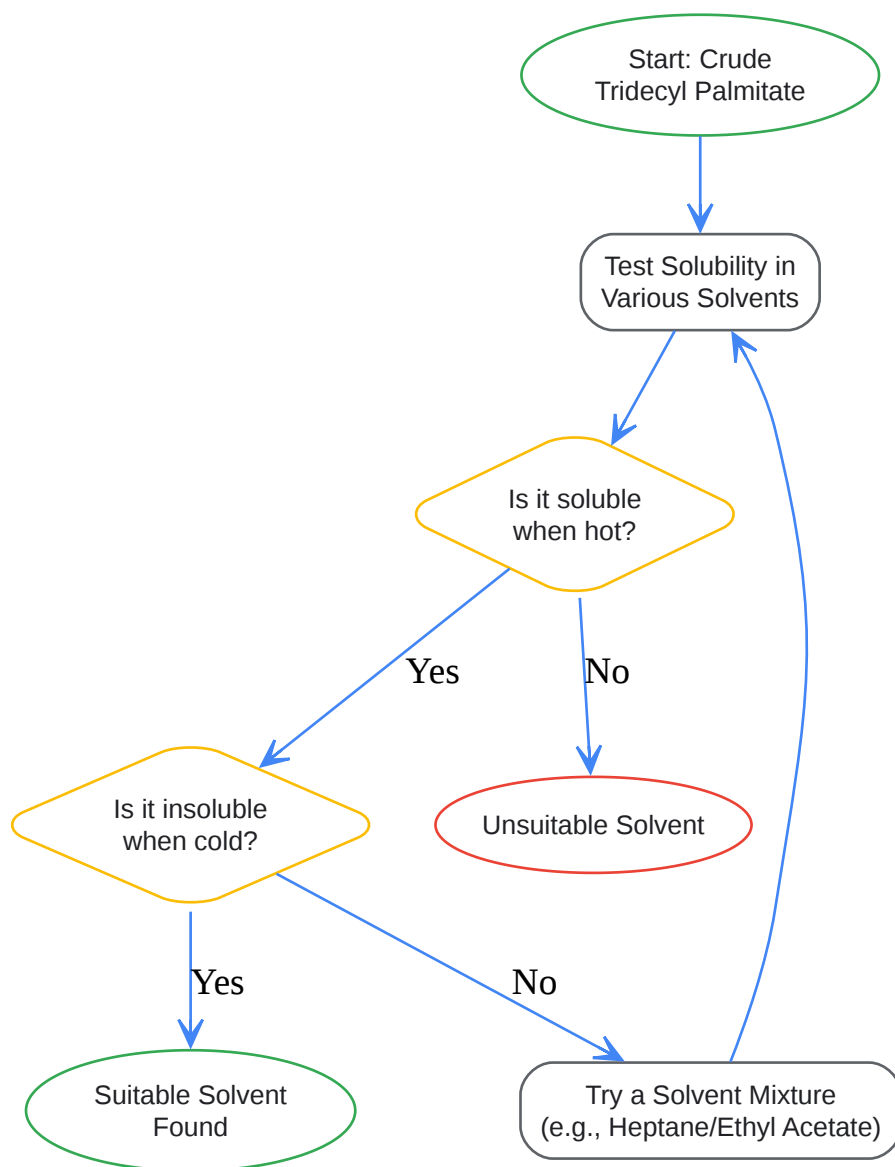 Start: Crude
Tridecyl Palmitate
Test Solubility in
Various Solvents
Is it soluble
when hot?
Yes
No
Is it insoluble
when cold?
Unsuitable Solvent
Yes
No
Suitable Solvent
Found
Try a Solvent Mixture
(e.g., Heptane/Ethyl Acetate)